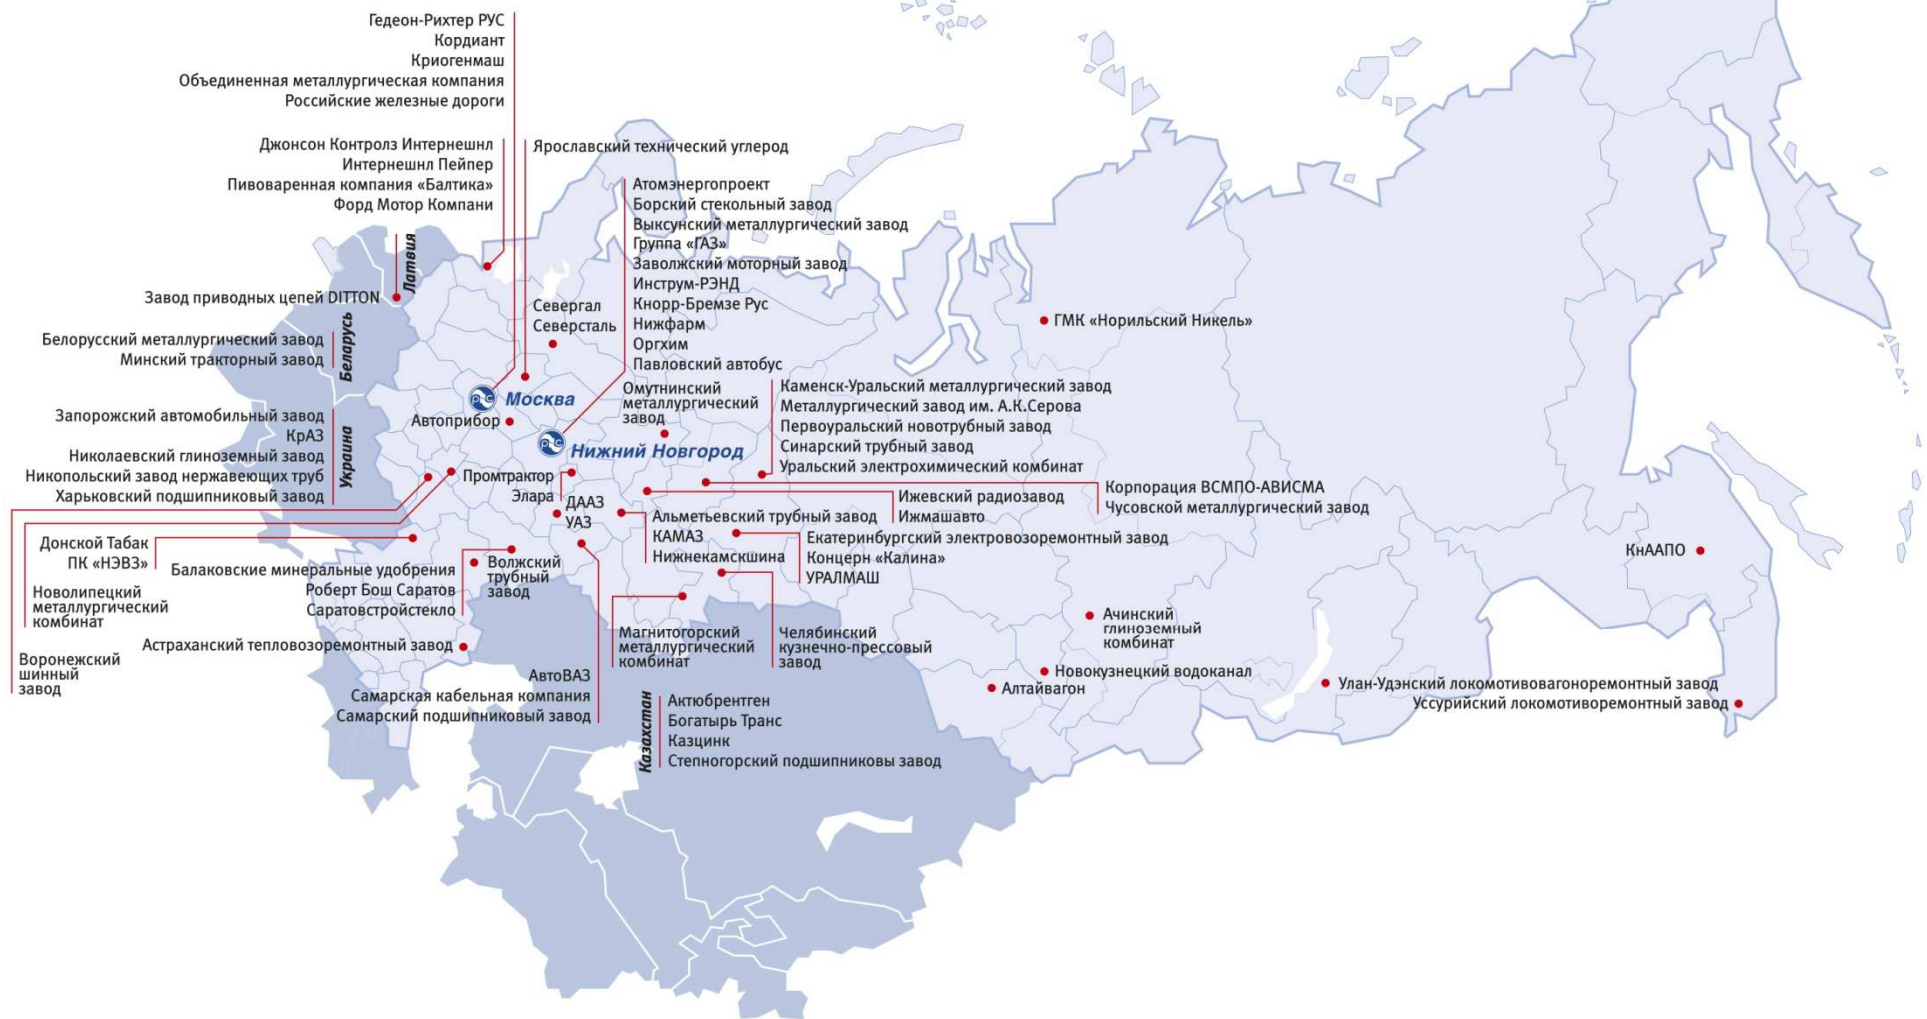 Гедеон-Рихтер РУС
Кордиант
Криогенмаш
Объединенная металлургическая компания
Российские железные дороги
Джонсон Контролз Интернешнл
Интернешнл Пейпер
Пивоваренная компания «Балтика»
Форд Мотор Компани
Ярославский технический углерод
Атомэнергопроект
Борский стекольный завод
Выксунский металлургический завод
Группа «ГАЗ»
Заволжский моторный завод
Инструм-РЭНД
Кнорр-Бремзе Рус
Нижфарм
Оргхим
Павловский автобус
Латвия
Завод приводных цепей DITTON
Севергал
Северсталь
ГМК «Норильский Никель»
Беларусь
Белорусский металлургический завод
Минский тракторный завод
Москва
Автоприбор
Нижний Новгород
Омутнинский
металлургический
завод
Каменск-Уральский металлургический завод
Металлургический завод им. А.К.Серова
Первоуральский новотрубный завод
Синарский трубный завод
Уральский электрохимический комбинат
Украина
Запорожский автомобильный завод
КрАЗ
Николаевский глиноземный завод
Никопольский завод нержавеющих труб
Харьковский подшипниковый завод
Промтрактор
Элара
ДААЗ
УАЗ
Корпорация ВСМПО-АВИСМА
Чусовской металлургический завод
Ижевский радиозавод
Ижмашавто
Альметьевский трубный завод
КАМАЗ
Нижнекамскшина
Екатеринбургский электровозоремонтный завод
Концерн «Калина»
УРАЛМАШ
КнААПО
Донской Табак
ПК «НЭВЗ»
Балаковские минеральные удобрения
Роберт Бош Саратов
Саратовстройстекло
Волжский
трубный
завод
Новолипецкий
металлургический
комбинат
Воронежский
шинный
завод
Астраханский тепловозоремонтный завод
Магнитогорский
металлургический
комбинат
Челябинский
кузнечно-прессовый
завод
Ачинский
глиноземный
комбинат
АвтоВАЗ
Самарская кабельная компания
Самарский подшипниковый завод
Новокузнецкий водоканал
Алтайвагон
Улан-Удэнский локомотивовагоноремонтный завод
Уссурийский локомотиворемонтный завод
Казахстан
Актюбрентген
Богатырь Транс
Казцинк
Степногорский подшипниковы завод